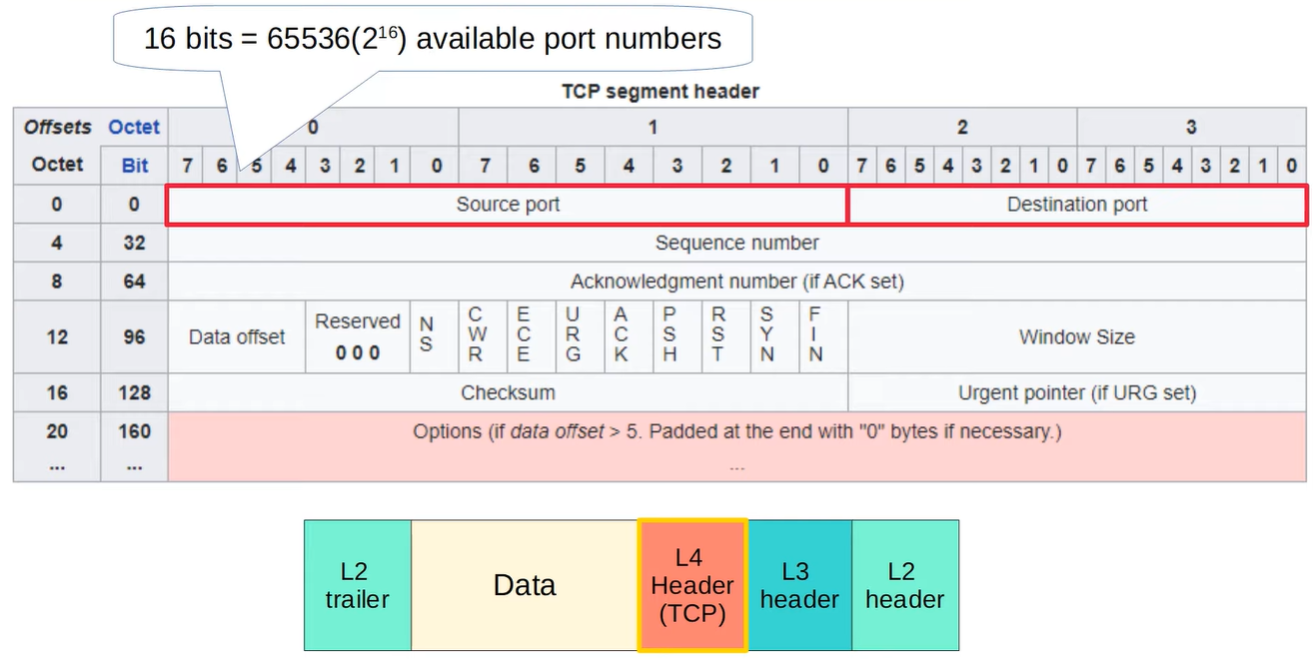 16 bits = 65536(2¹⁶) available port numbers
TCP segment header
Offsets Octet 0 1 2 3
Octet Bit 7 6 5 4 3 2 1 0 7 6 5 4 3 2 1 0 7 6 5 4 3 2 1 0 7 6 5 4 3 2 1 0
0 0 Source port Destination port
4 32 Sequence number
8 64 Acknowledgment number (if ACK set)
12 96 Data offset Reserved 0 0 0 NS CWR ECE URG ACK PSH RST SYN FIN Window Size
16 128 Checksum Urgent pointer (if URG set)
20 160 Options (if data offset > 5. Padded at the end with "0" bytes if necessary.)
... ... ...
L2 trailer
Data
L4 Header (TCP)
L3 header
L2 header